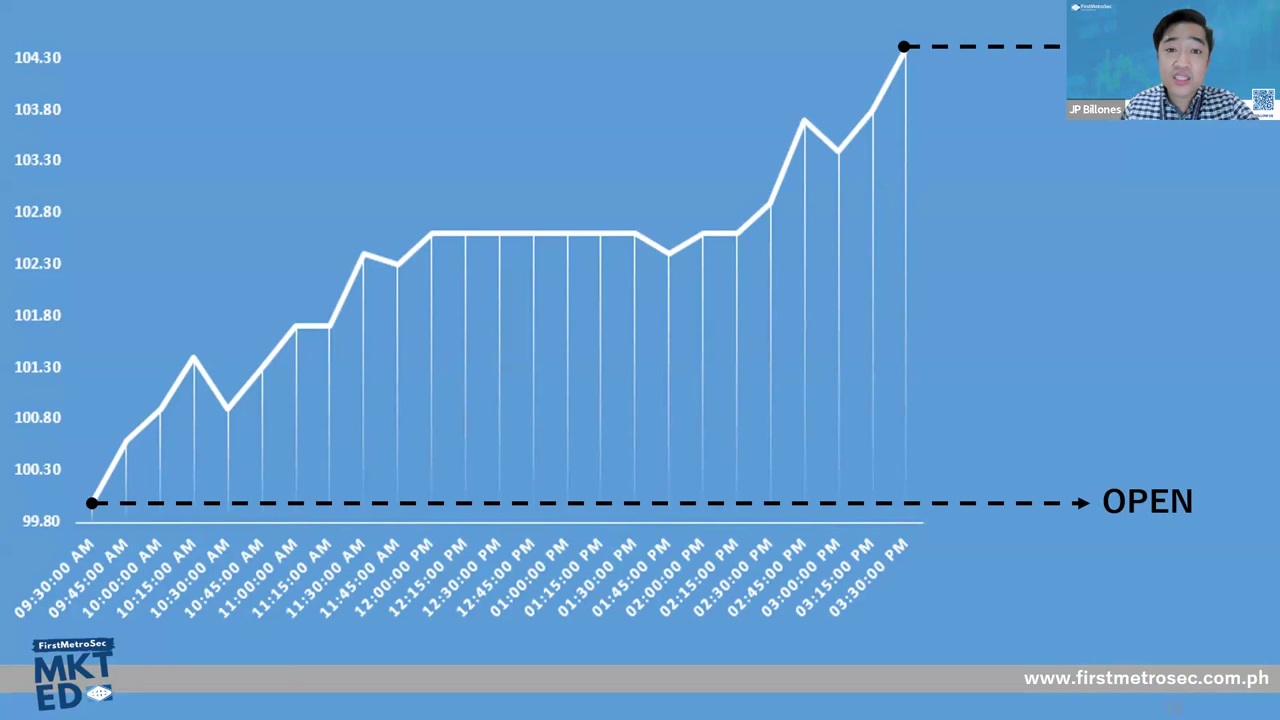 FirstMetroSec
JP Billones
104.30
103.80
103.30
102.80
102.30
101.80
101.30
100.80
100.30
99.80
OPEN
09:30:00 AM
09:45:00 AM
10:00:00 AM
10:15:00 AM
10:30:00 AM
10:45:00 AM
11:00:00 AM
11:15:00 AM
11:30:00 AM
11:45:00 AM
12:00:00 PM
12:15:00 PM
12:30:00 PM
12:45:00 PM
01:00:00 PM
01:15:00 PM
01:30:00 PM
01:45:00 PM
02:00:00 PM
02:15:00 PM
02:30:00 PM
02:45:00 PM
03:00:00 PM
03:15:00 PM
03:30:00 PM
FirstMetroSec
MKT
ED
www.firstmetrosec.com.ph